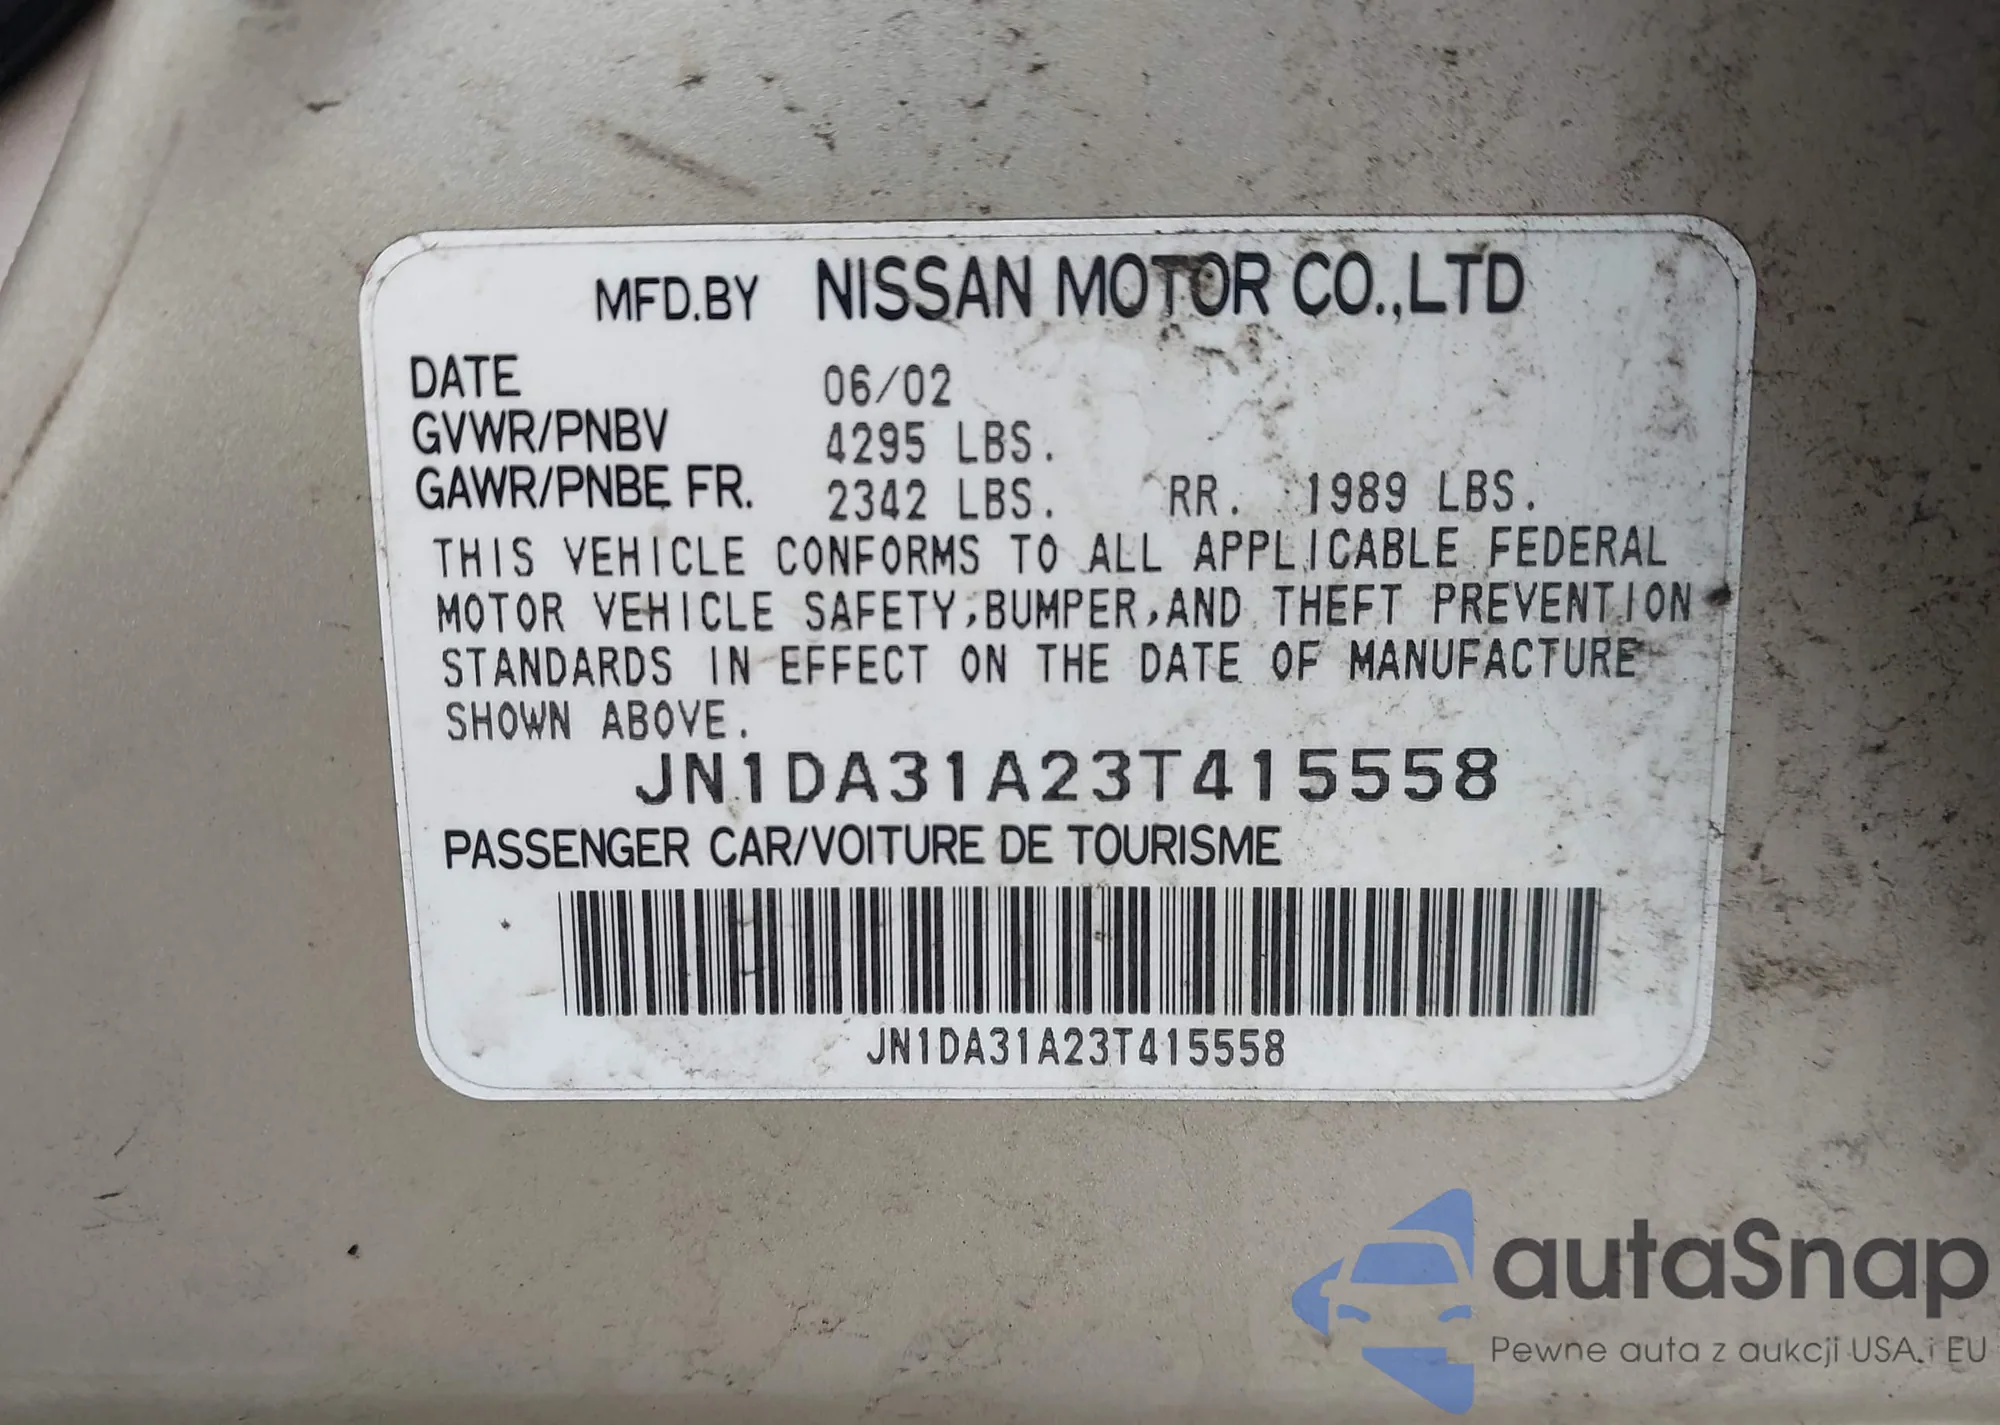 MFD.BY NISSAN MOTOR CO.,LTD
DATE 06/02
GVWR/PNBV 4295 LBS.
GAWR/PNBE FR. 2342 LBS. RR. 1989 LBS.
THIS VEHICLE CONFORMS TO ALL APPLICABLE FEDERAL
MOTOR VEHICLE SAFETY,BUMPER,AND THEFT PREVENTION
STANDARDS IN EFFECT ON THE DATE OF MANUFACTURE
SHOWN ABOVE.
JN1DA31A23T415558
PASSENGER CAR/VOITURE DE TOURISME
JN1DA31A23T415558
autaSnap
Pewne auta z aukcji USA i EU